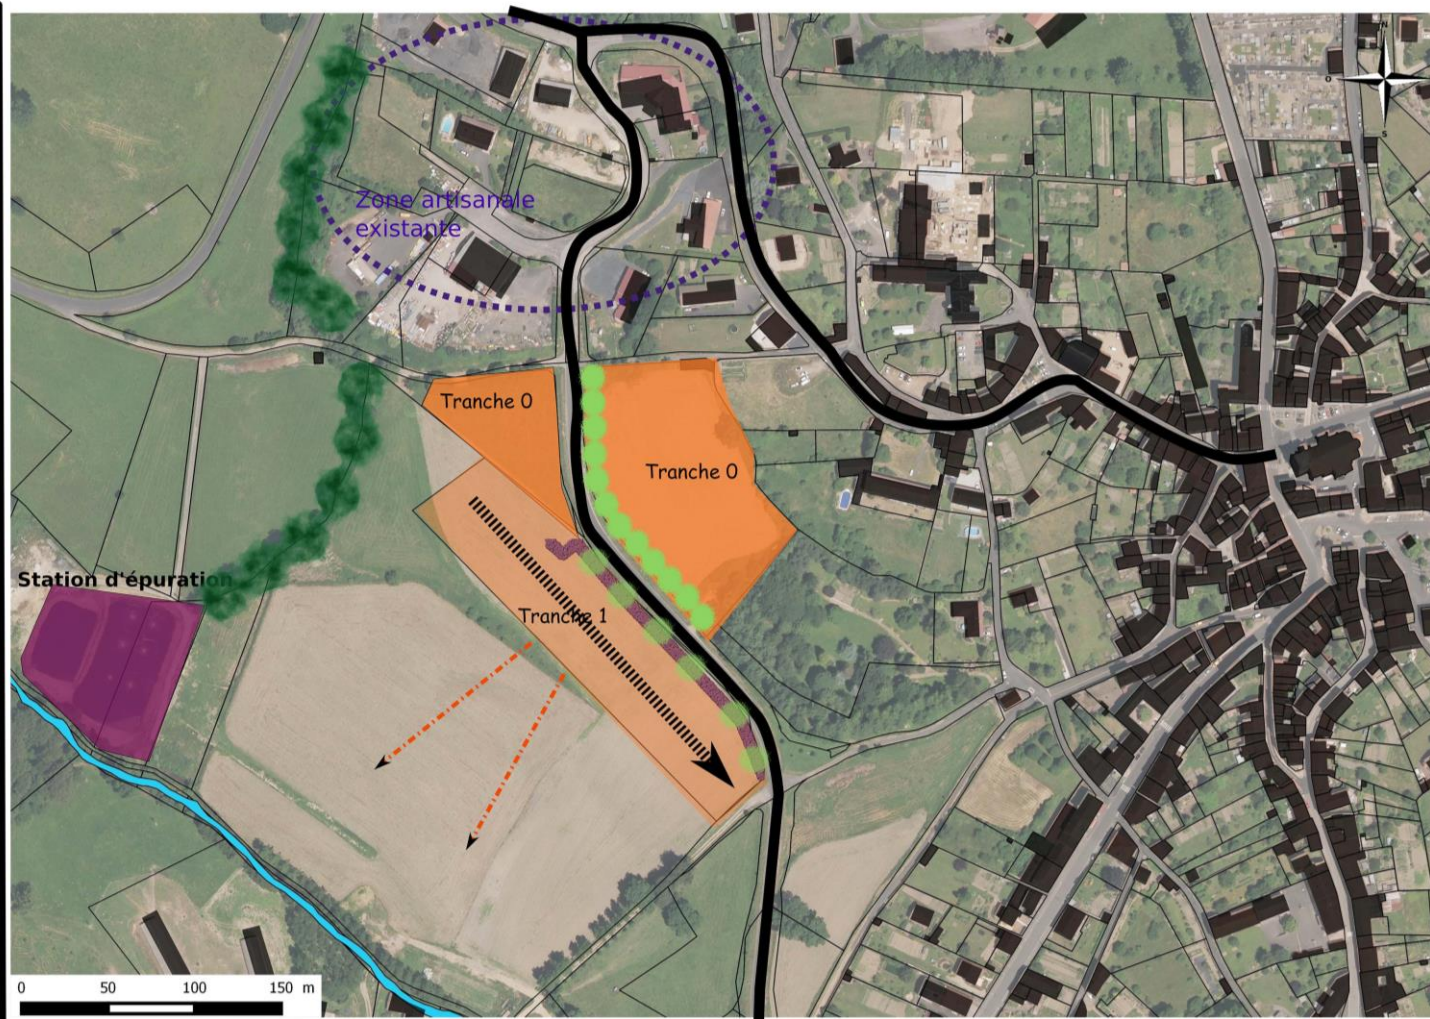 N
O
S
Zone artisanale
existante
Tranche 0
Tranche 0
Station d'épuration
Tranche 1
0 50 100 150 m